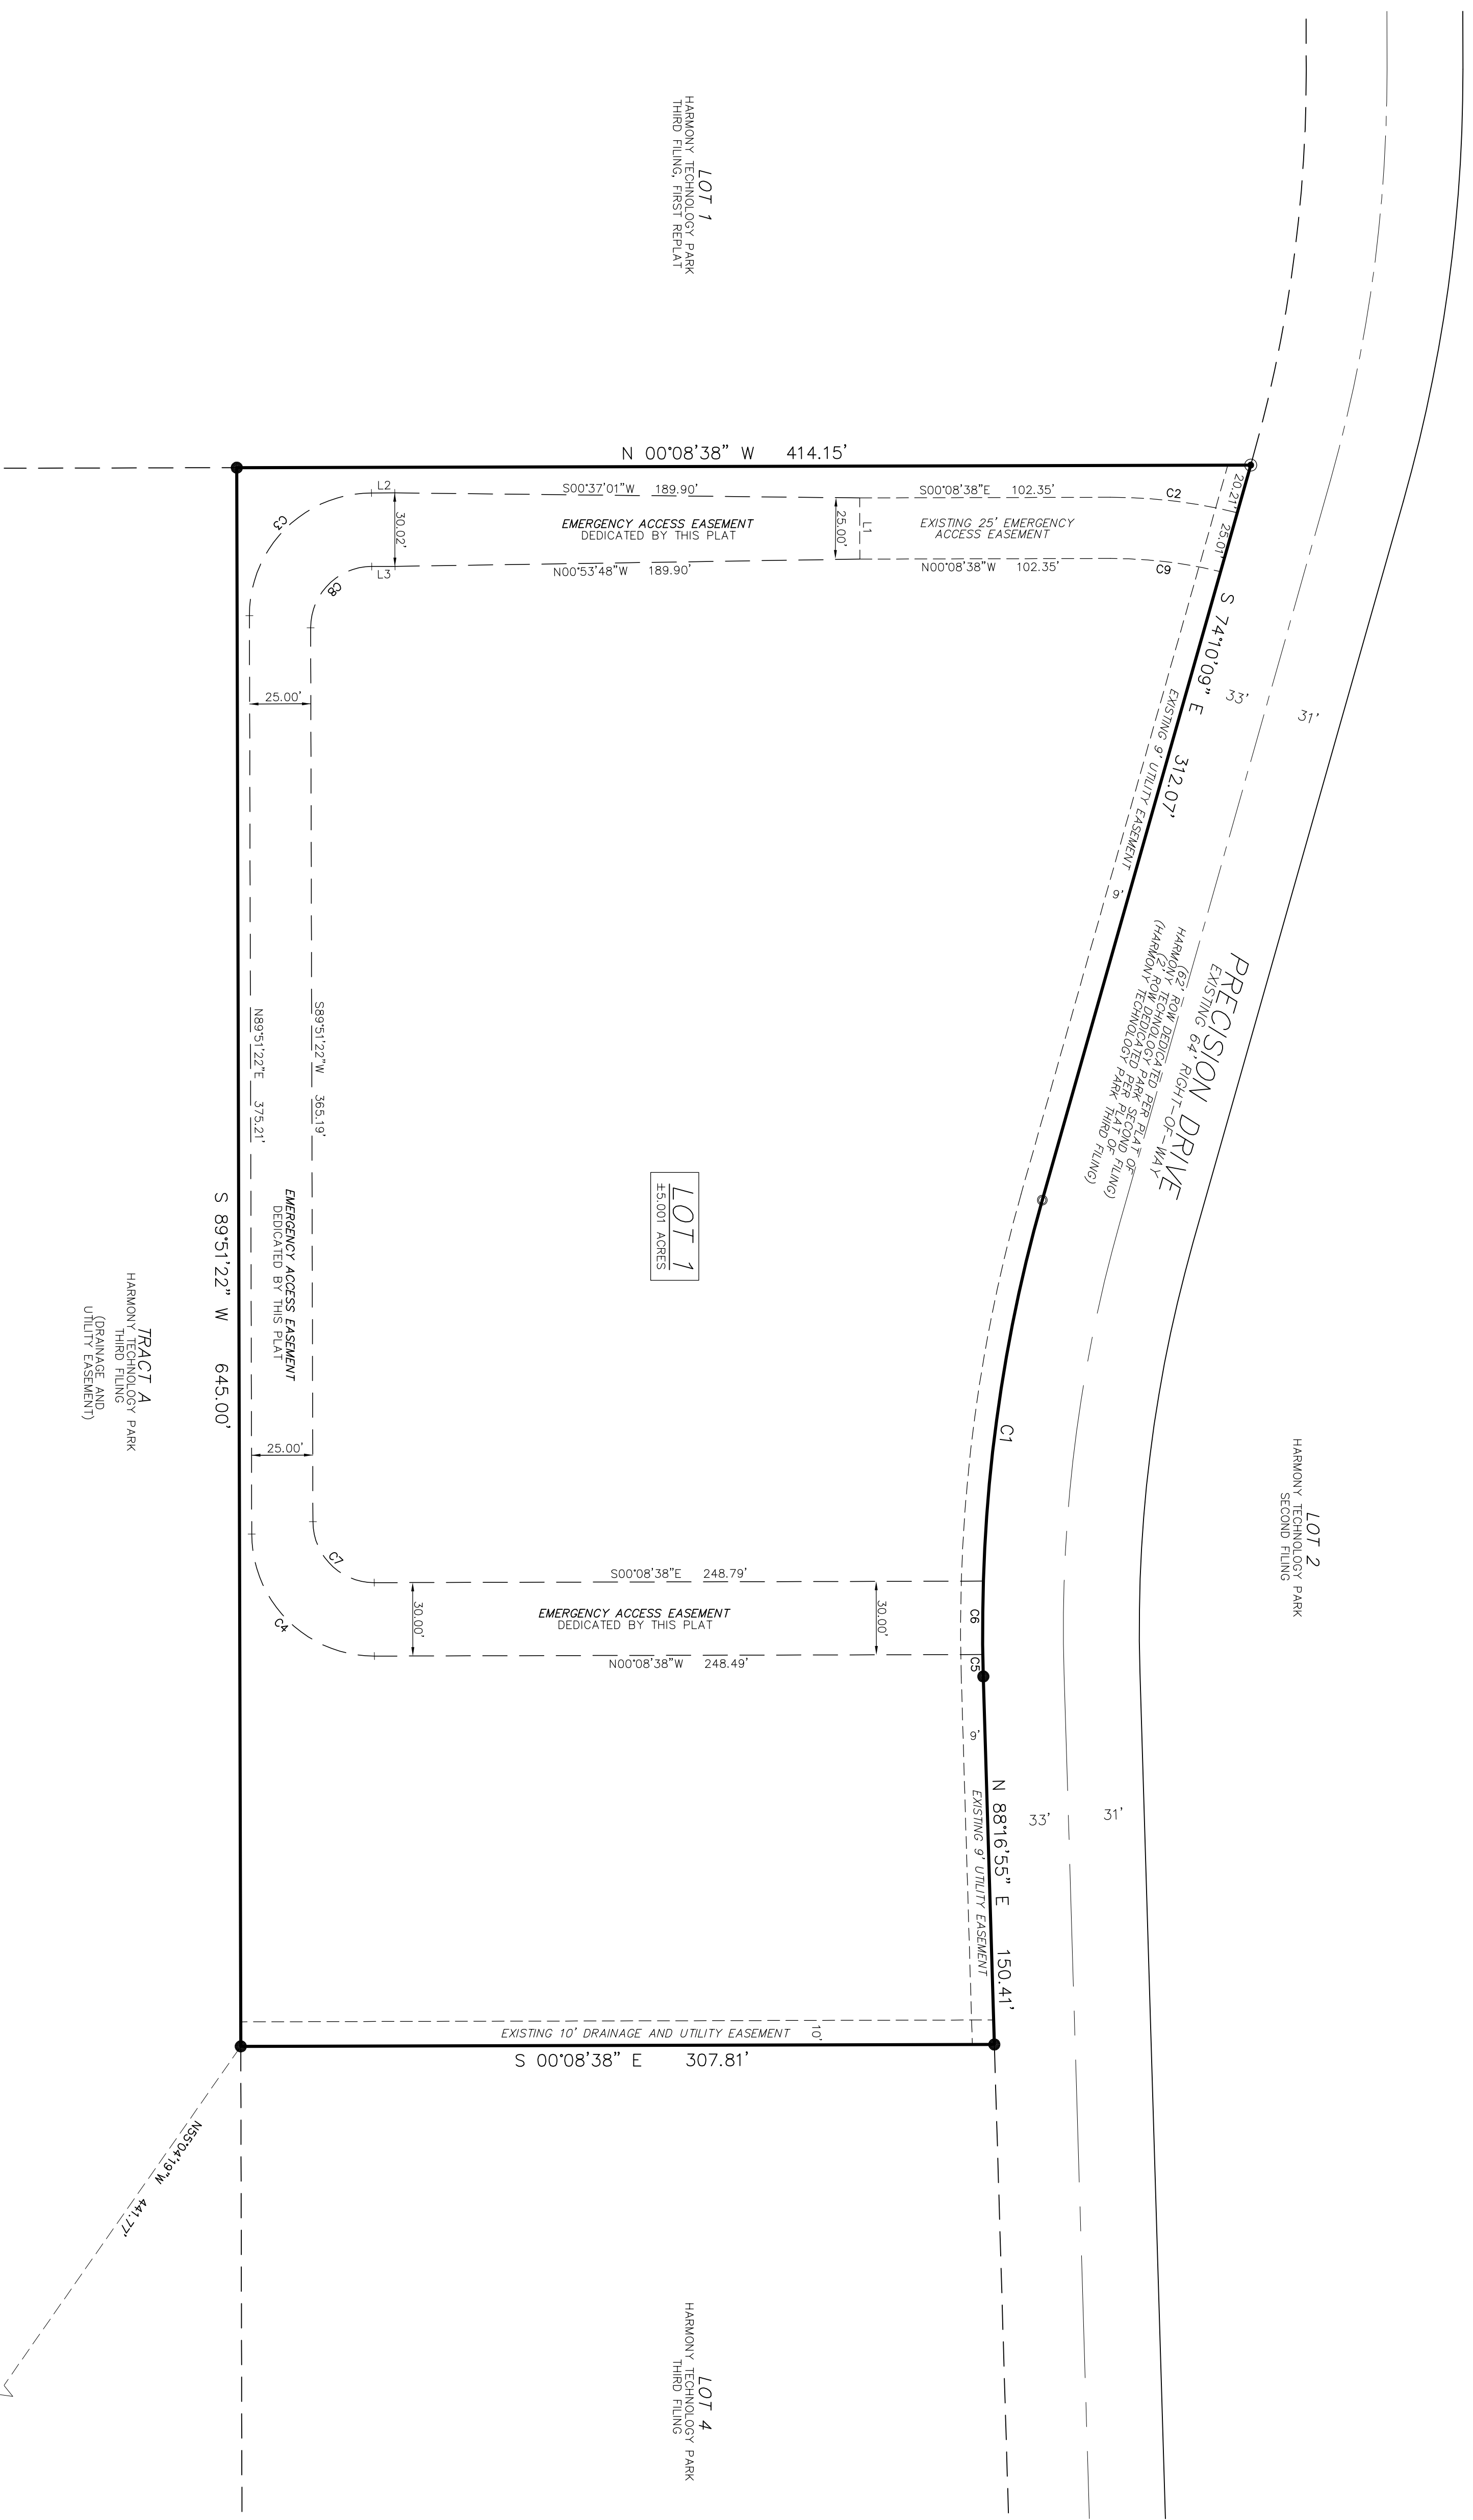 PRECISION DRIVE
EXISTING 64' RIGHT-OF-WAY
(62' ROW DEDICATED PER PLAT OF
HARMONY TECHNOLOGY PARK SECOND FILING)
(2' ROW DEDICATED PER PLAT OF
HARMONY TECHNOLOGY PARK THIRD FILING)
31'
33'
31'
33'
LOT 2
HARMONY TECHNOLOGY PARK
SECOND FILING
LOT 1
HARMONY TECHNOLOGY PARK
THIRD FILING, FIRST REPLAT
N 00°08'38" W 414.15'
20.21'
25.01'
S 74°10'09" E 312.07'
EXISTING 9' UTILITY EASEMENT
9'
C1
C2
C9
S00°08'38"E 102.35'
EXISTING 25' EMERGENCY
ACCESS EASEMENT
N00°08'38"W 102.35'
L1
25.00'
S00°37'01"W 189.90'
EMERGENCY ACCESS EASEMENT
DEDICATED BY THIS PLAT
N00°53'48"W 189.90'
L2
30.02'
L3
C3
C8
25.00'
LOT 1
±5.001 ACRES
S89°51'22"W 365.19'
N89°51'22"E 375.21'
EMERGENCY ACCESS EASEMENT
DEDICATED BY THIS PLAT
25.00'
C7
C4
S00°08'38"E 248.79'
EMERGENCY ACCESS EASEMENT
DEDICATED BY THIS PLAT
N00°08'38"W 248.49'
30.00'
30.00'
C6
C5
9'
EXISTING 9' UTILITY EASEMENT
N 88°16'55" E 150.41'
EXISTING 10' DRAINAGE AND UTILITY EASEMENT
10'
S 00°08'38" E 307.81'
S 89°51'22" W 645.00'
TRACT A
HARMONY TECHNOLOGY PARK
THIRD FILING
(DRAINAGE AND
UTILITY EASEMENT)
N55°04'19"W 441.77'
LOT 4
HARMONY TECHNOLOGY PARK
THIRD FILING